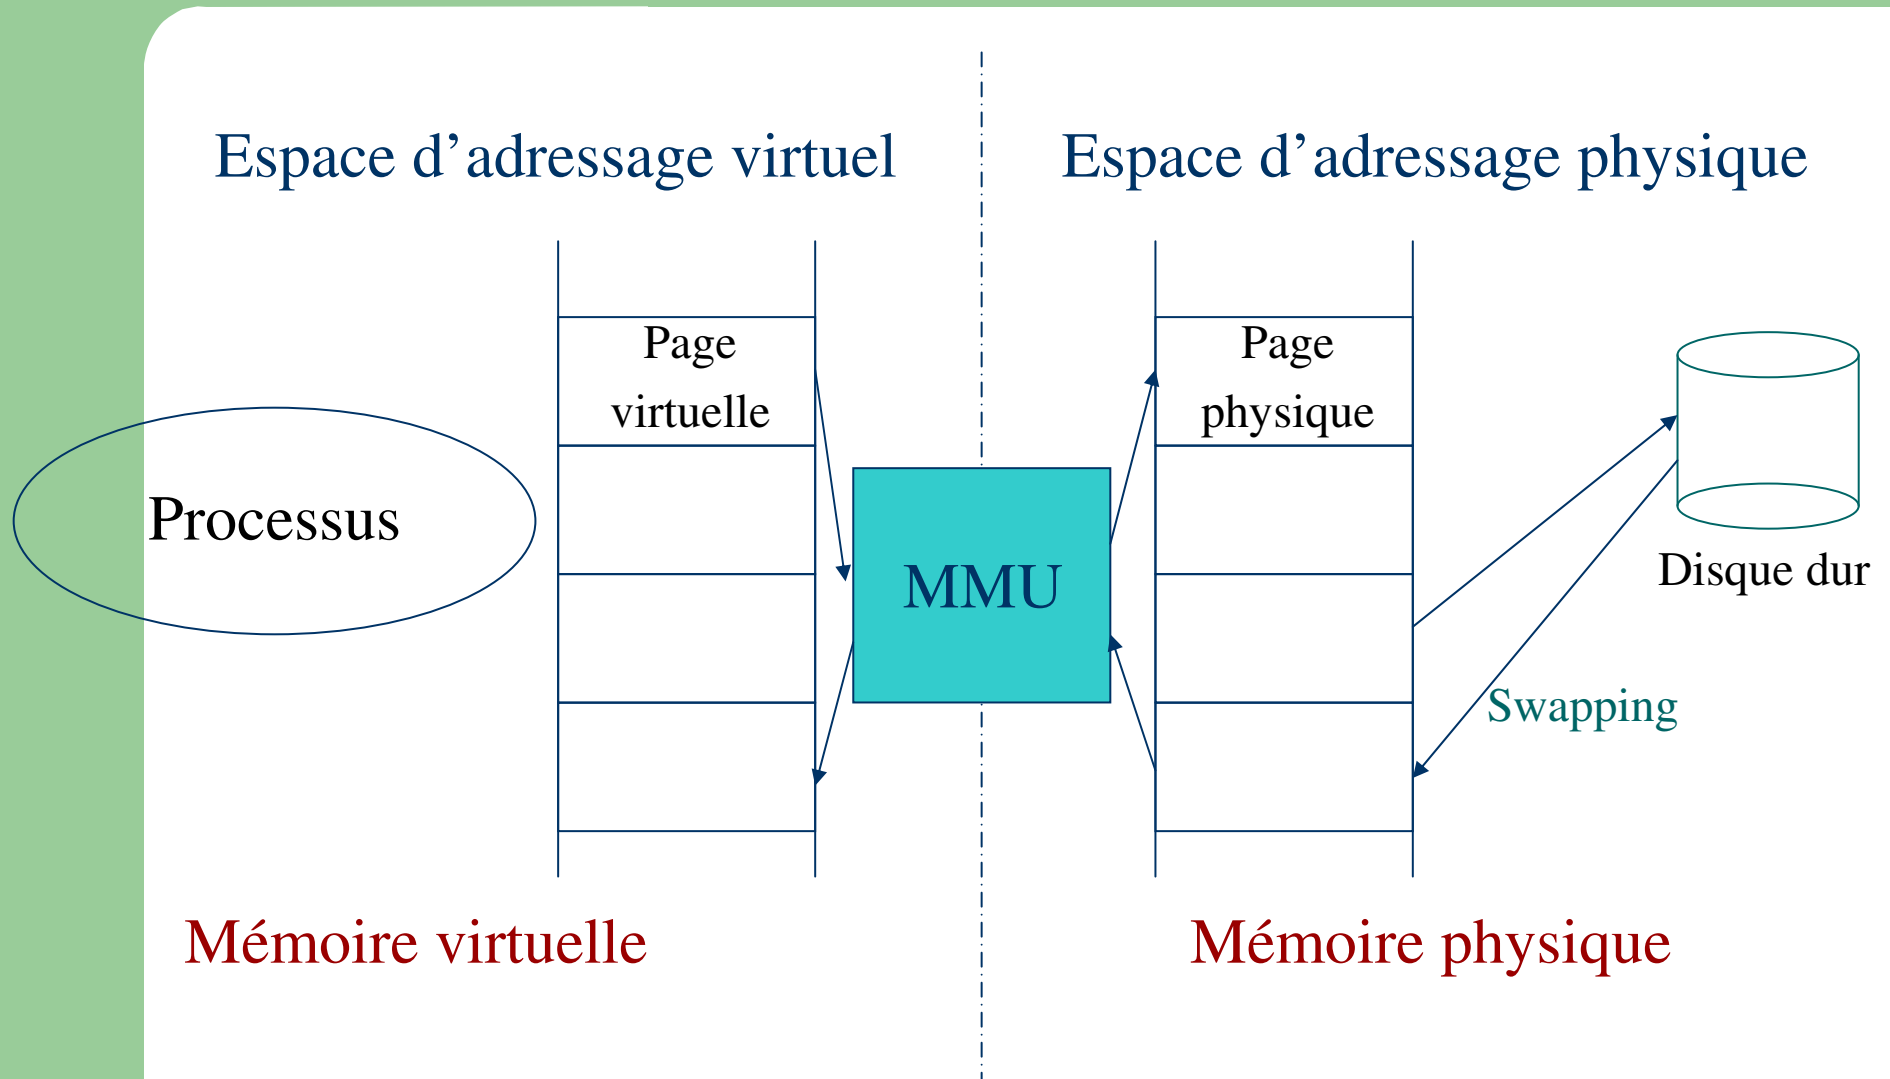 Espace d’adressage virtuel
Espace d’adressage physique
Page
virtuelle
Page
physique
Processus
MMU
Disque dur
Swapping
Mémoire virtuelle
Mémoire physique